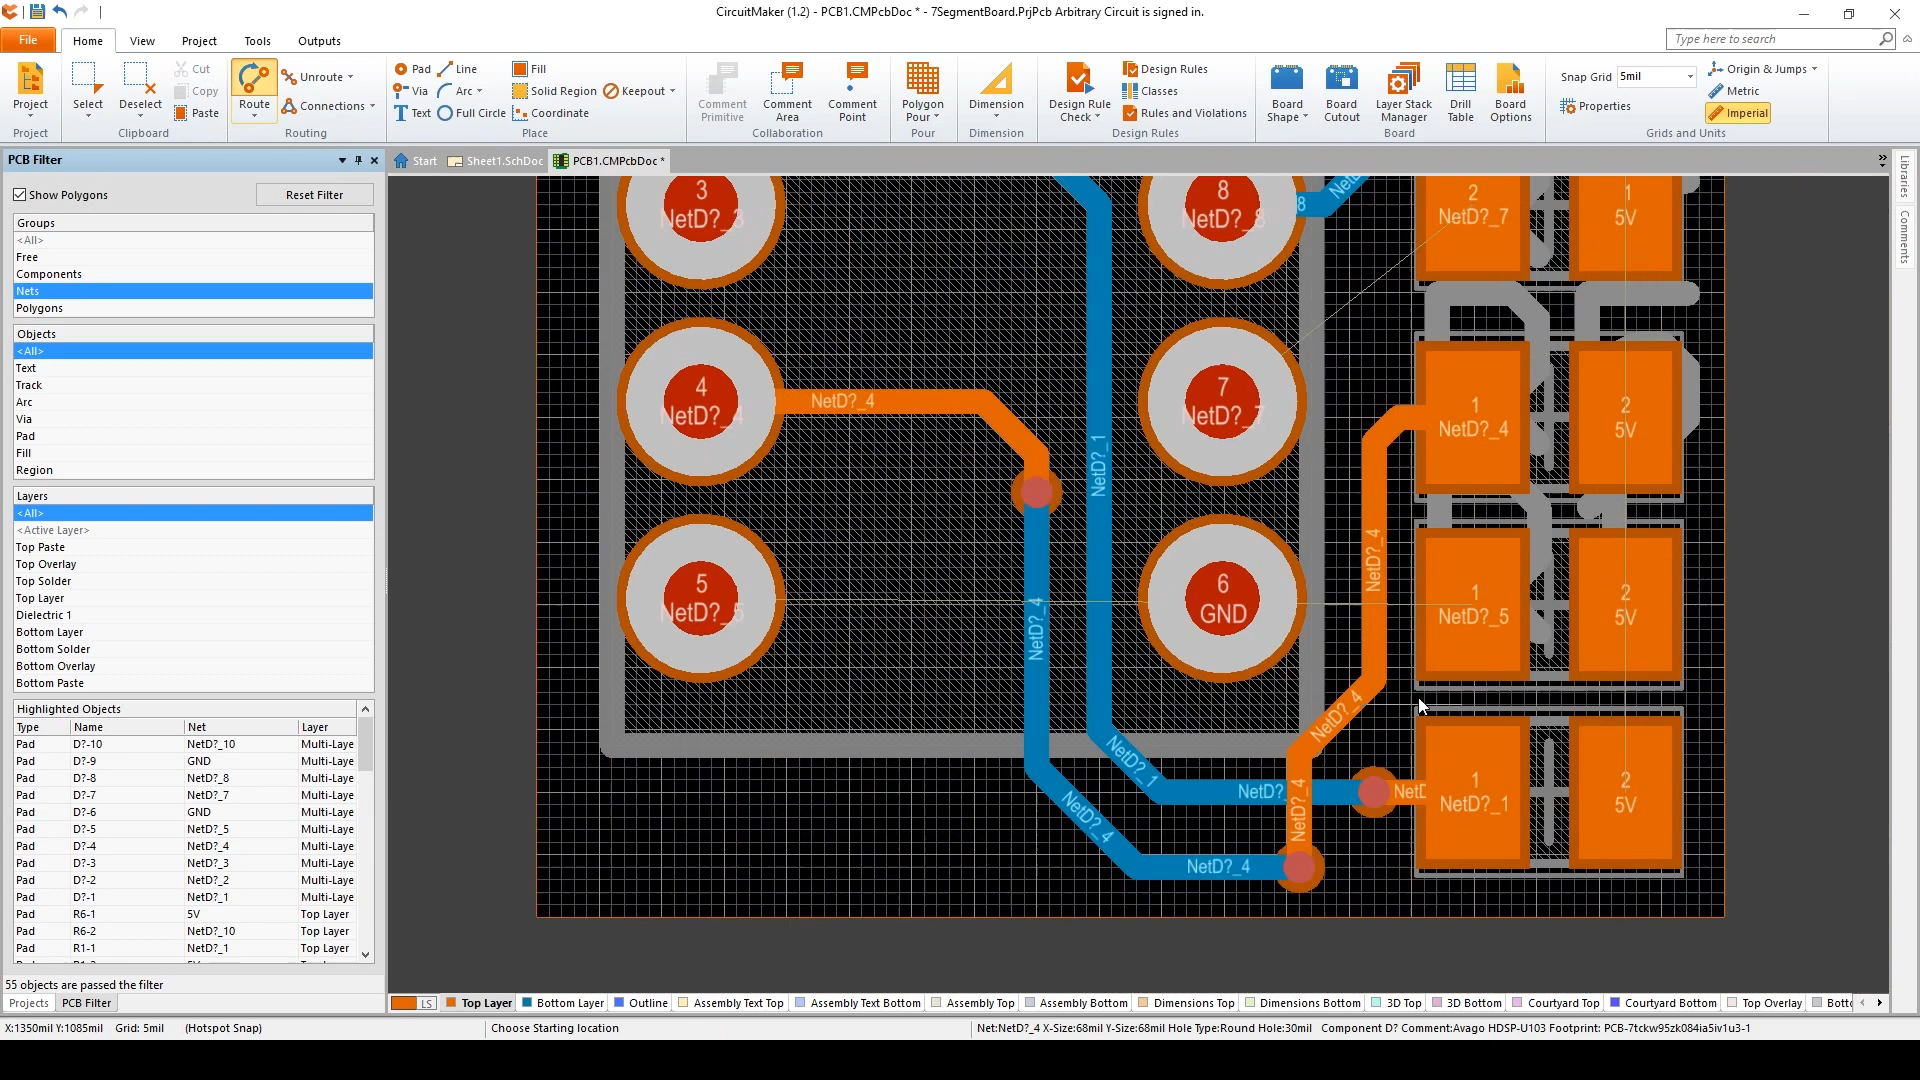 CircuitMaker (1.2) - PCB1.CMPcbDoc * - 7SegmentBoard.PrjPcb Arbitrary Circuit is signed in.
File Home View Project Tools Outputs
Type here to search
Project
Project
Select Deselect Cut Copy Paste
Clipboard
Route Unroute Connections
Routing
Pad Line Fill
Via Arc Solid Region Keepout
Text Full Circle Coordinate
Place
Comment Primitive Comment Area Comment Point
Collaboration
Polygon Pour
Pour
Dimension
Dimension
Design Rule Check Design Rules Classes Rules and Violations
Design Rules
Board Shape Board Cutout Layer Stack Manager Drill Table Board Options
Board
Snap Grid 5mil Origin & Jumps
Properties Metric Imperial
Grids and Units
PCB Filter
Start Sheet1.SchDoc PCB1.CMPcbDoc *
Libraries
Comments
Show Polygons Reset Filter
Groups
<All>
Free
Components
Nets
Polygons
Objects
<All>
Text
Track
Arc
Via
Pad
Fill
Region
Layers
<All>
<Active Layer>
Top Paste
Top Overlay
Top Solder
Top Layer
Dielectric 1
Bottom Layer
Bottom Solder
Bottom Overlay
Bottom Paste
Highlighted Objects
Type Name Net Layer
Pad D?-10 NetD?_10 Multi-Laye
Pad D?-9 GND Multi-Laye
Pad D?-8 NetD?_8 Multi-Laye
Pad D?-7 NetD?_7 Multi-Laye
Pad D?-6 GND Multi-Laye
Pad D?-5 NetD?_5 Multi-Laye
Pad D?-4 NetD?_4 Multi-Laye
Pad D?-3 NetD?_3 Multi-Laye
Pad D?-2 NetD?_2 Multi-Laye
Pad D?-1 NetD?_1 Multi-Laye
Pad R6-1 5V Top Layer
Pad R6-2 NetD?_10 Top Layer
Pad R1-1 NetD?_1 Top Layer
55 objects are passed the filter
Projects PCB Filter
3
NetD?_3
8
NetD?_8
8
2
NetD?_7
1
5V
4
NetD?_4
NetD?_4
7
NetD?_7
1
NetD?_4
2
5V
NetD?_1
NetD?_4
5
NetD?_5
NetD?_4
6
GND
1
NetD?_5
2
5V
NetD?_4
NetD?_1
NetD?_
NetD?_4
1
NetD?_1
2
5V
NetD?_4
NetD?_4
LS Top Layer Bottom Layer Outline Assembly Text Top Assembly Text Bottom Assembly Top Assembly Bottom Dimensions Top Dimensions Bottom 3D Top 3D Bottom Courtyard Top Courtyard Bottom Top Overlay
X:1350mil Y:1085mil Grid: 5mil (Hotspot Snap) Choose Starting location Net:NetD?_4 X-Size:68mil Y-Size:68mil Hole Type:Round Hole:30mil Component D? Comment:Avago HDSP-U103 Footprint: PCB-7tckw95zk084ia5iv1u3-1